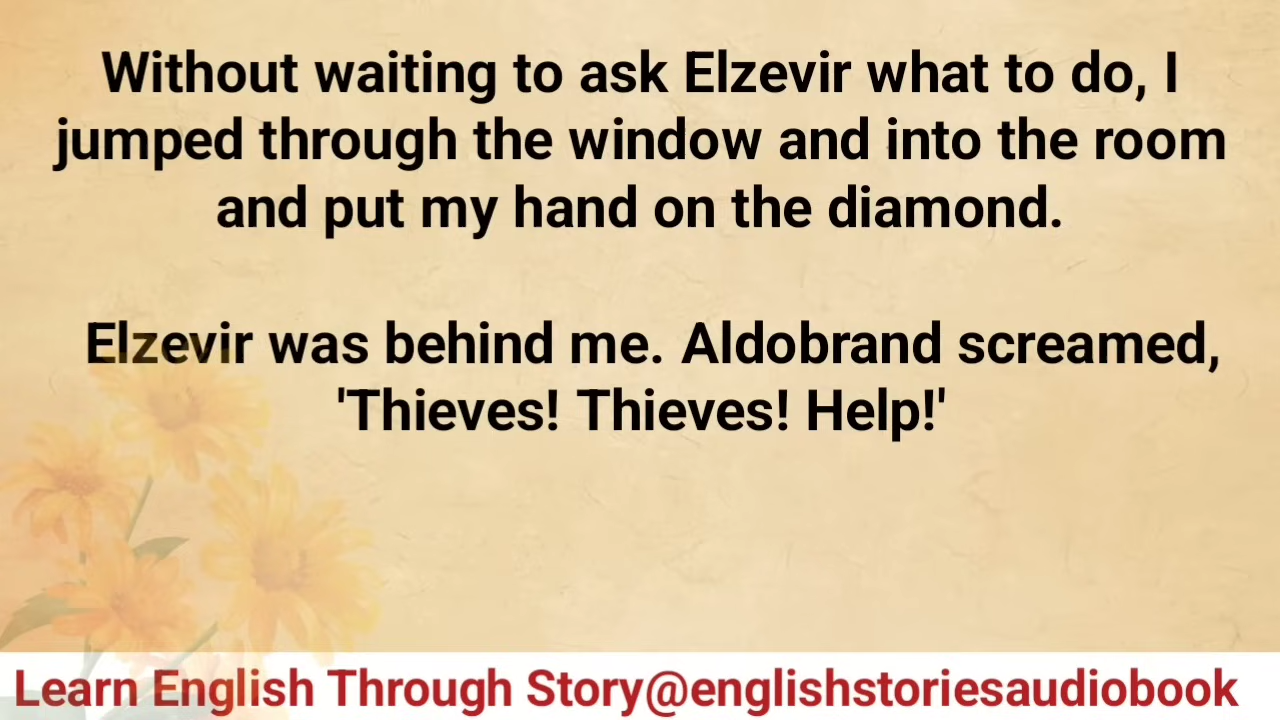 Without waiting to ask Elzevir what to do, I
jumped through the window and into the room
and put my hand on the diamond.
Elzevir was behind me. Aldobrand screamed,
'Thieves! Thieves! Help!'
Learn English Through Story@englishstoriesaudiobook